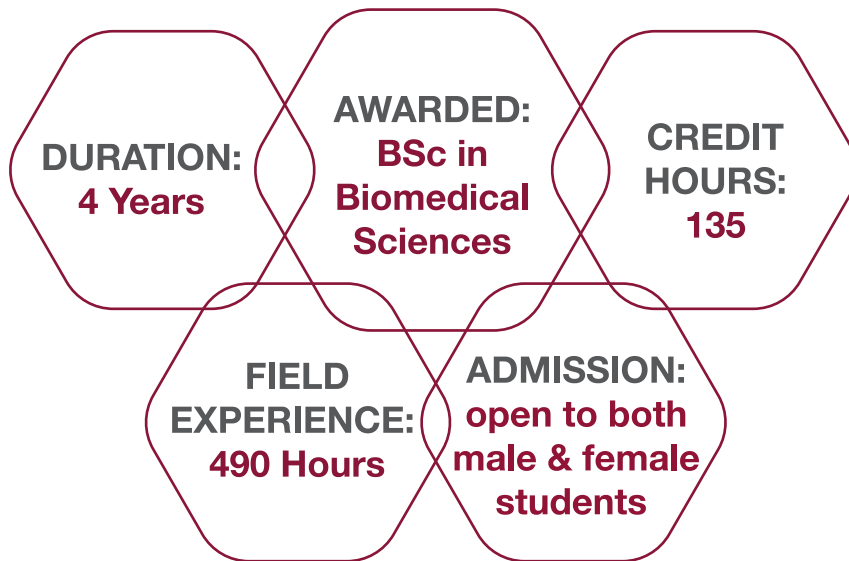 DURATION:
4 Years
AWARDED:
BSc in
Biomedical
Sciences
CREDIT
HOURS:
135
FIELD
EXPERIENCE:
490 Hours
ADMISSION:
open to both
male & female
students